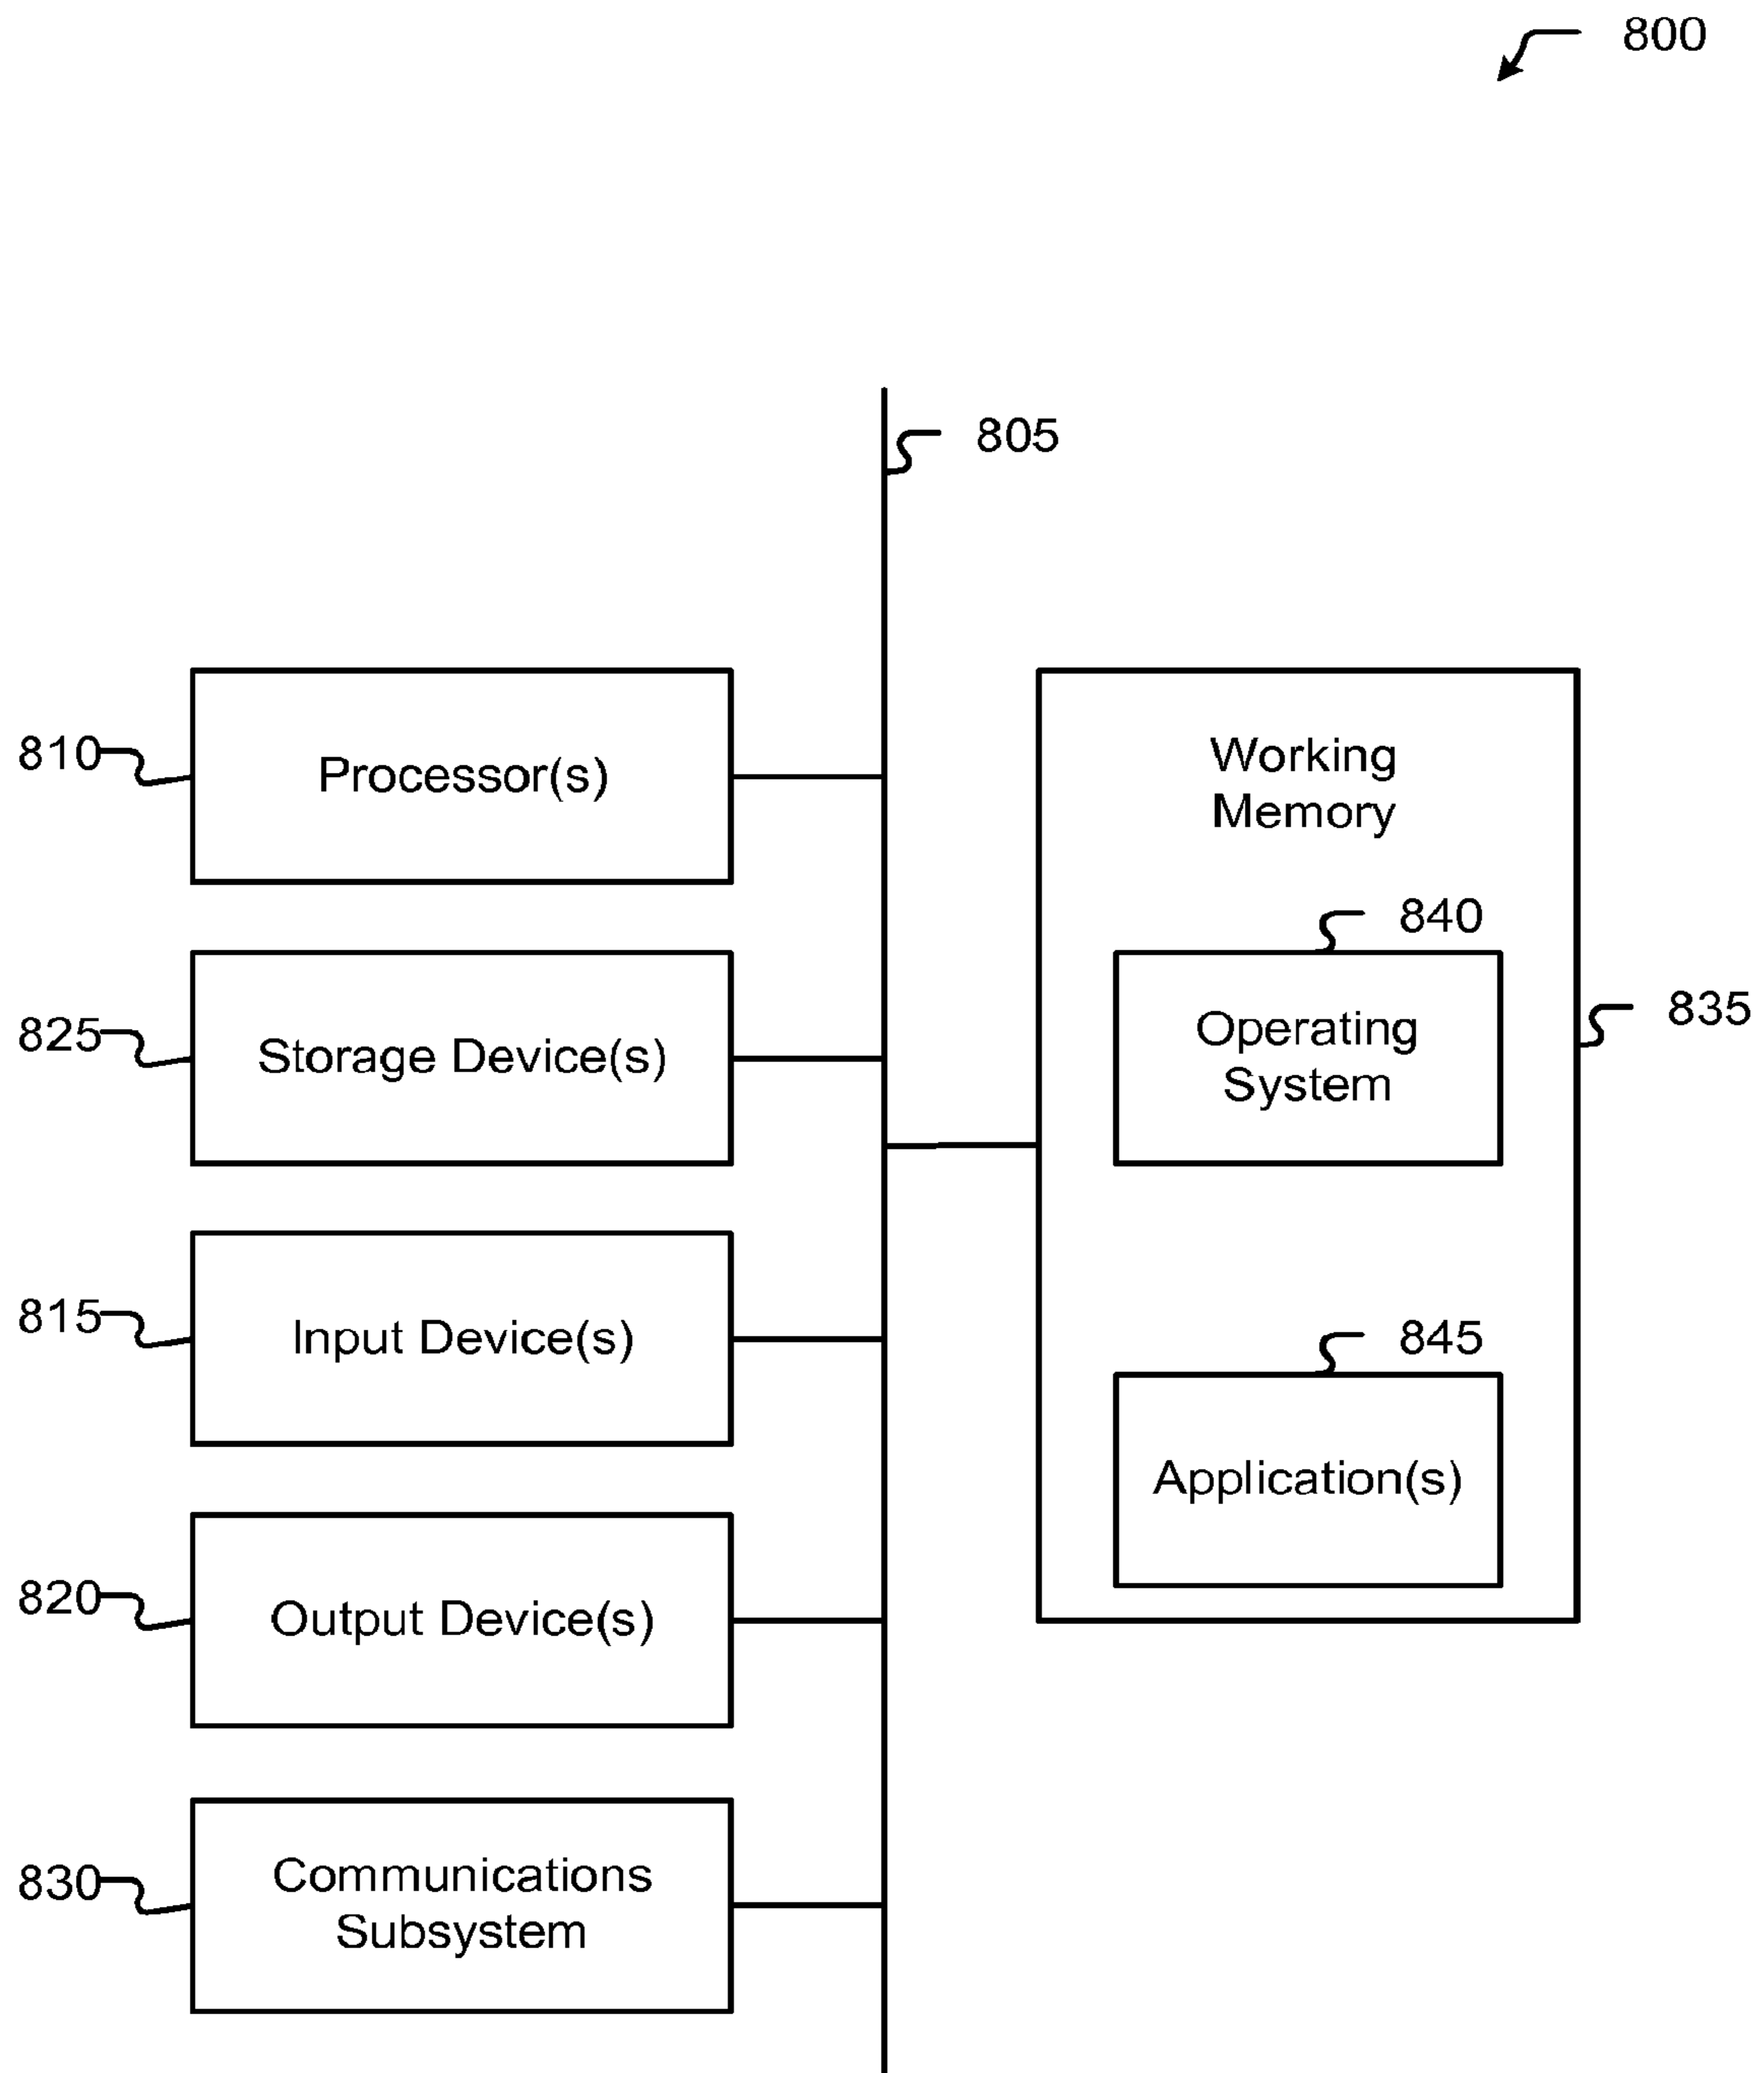 800
805
810
Processor(s)
825
Storage Device(s)
815
Input Device(s)
820
Output Device(s)
830
Communications
Subsystem
Working
Memory
840
Operating
System
835
845
Application(s)